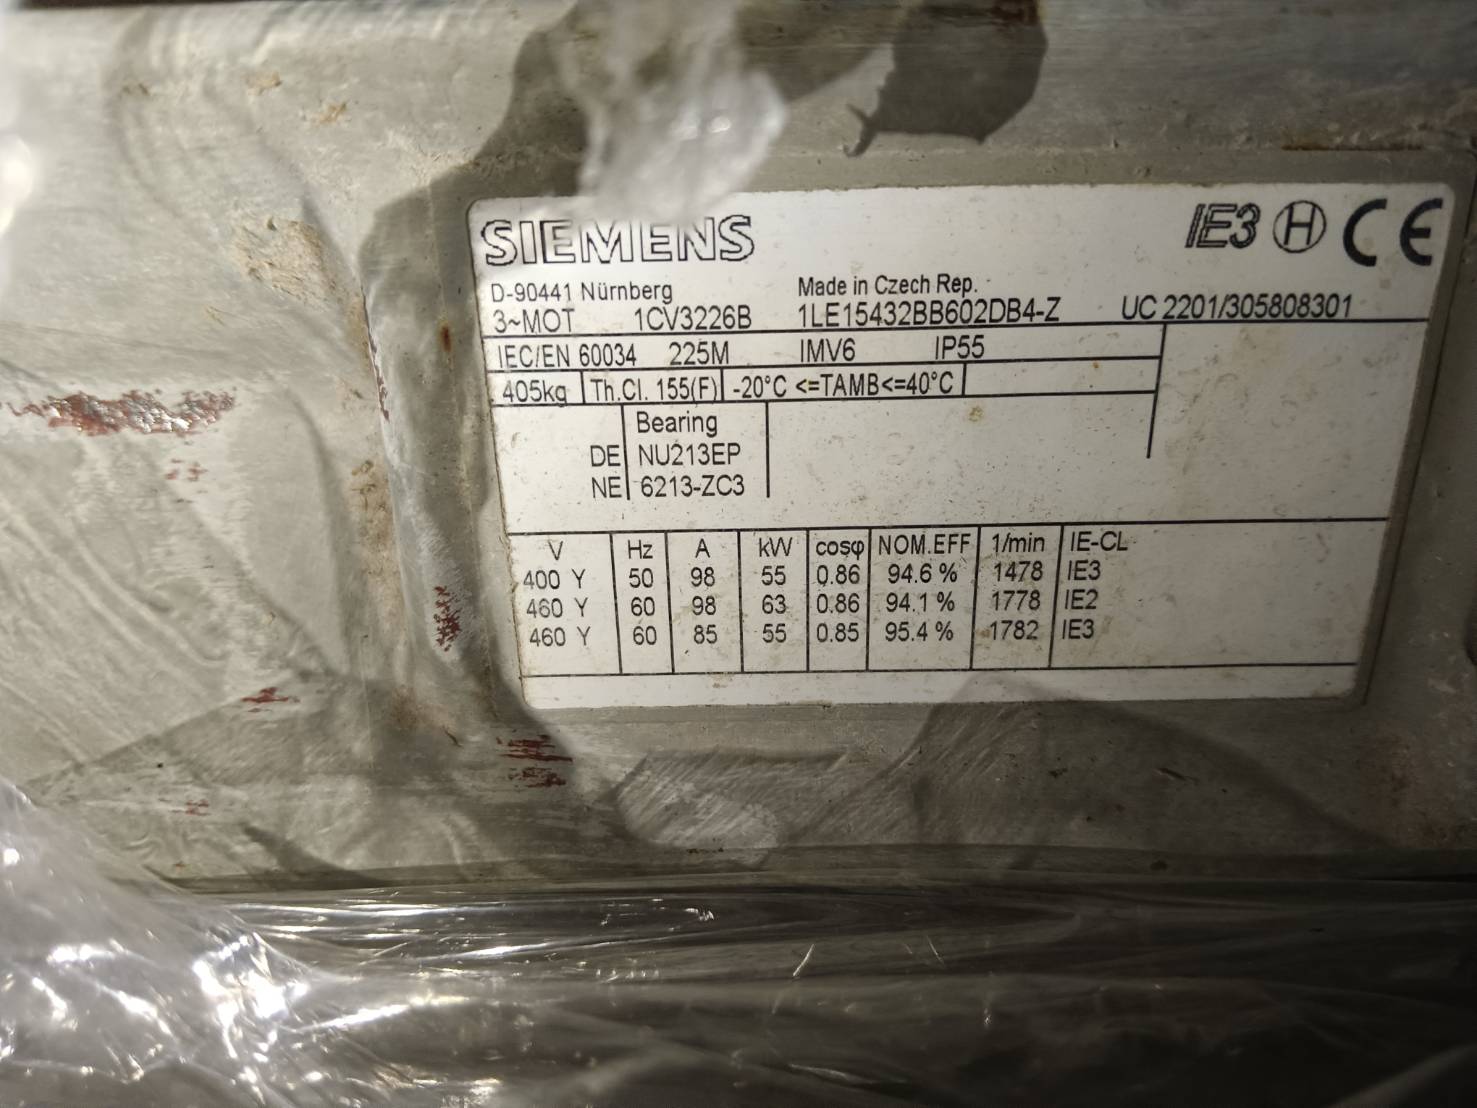 SIEMENS IE3 H CE
D-90441 Nürnberg Made in Czech Rep.
3~MOT 1CV3226B 1LE15432BB602DB4-Z UC 2201/305808301
IEC/EN 60034 225M IMV6 IP55
405kg Th.Cl. 155(F) -20°C <=TAMB<=40°C
Bearing
DE NU213EP
NE 6213-ZC3
V Hz A kW cosφ NOM.EFF 1/min IE-CL
400 Y 50 98 55 0.86 94.6 % 1478 IE3
460 Y 60 98 63 0.86 94.1 % 1778 IE2
460 Y 60 85 55 0.85 95.4 % 1782 IE3